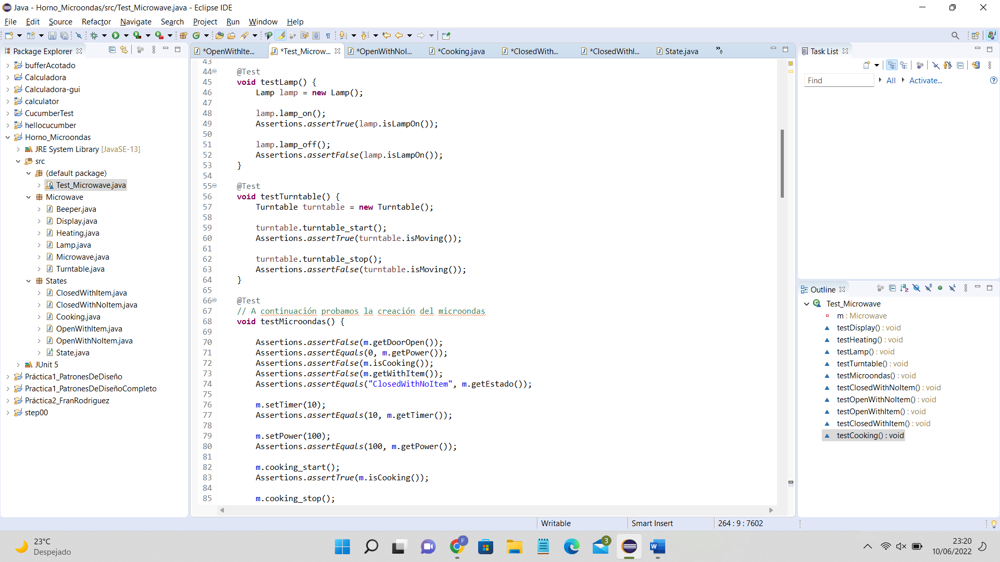 Java - Horno_Microondas/src/Test_Microwave.java - Eclipse IDE
File Edit Source Refactor Navigate Search Project Run Window Help
Package Explorer
bufferAcotado
Calculadora
Calculadora-gui
calculator
CucumberTest
hellocucumber
Horno_Microondas
JRE System Library [JavaSE-13]
src
(default package)
Test_Microwave.java
Microwave
Beeper.java
Display.java
Heating.java
Lamp.java
Microwave.java
Turntable.java
States
ClosedWithItem.java
ClosedWithNoItem.java
Cooking.java
OpenWithItem.java
OpenWithNoItem.java
State.java
JUnit 5
Práctica1_PatronesDeDiseño
Practica1_PatronesDeDiseñoCompleto
Práctica2_FranRodriguez
step00
*OpenWithIte... *Test_Microw... *OpenWithNoI... *Cooking.java *ClosedWith... *ClosedWithI... State.java »6
43
44 @Test
45 void testLamp() {
46 Lamp lamp = new Lamp();
47
48 lamp.lamp_on();
49 Assertions.assertTrue(lamp.isLampOn());
50
51 lamp.lamp_off();
52 Assertions.assertFalse(lamp.isLampOn());
53 }
54
55 @Test
56 void testTurntable() {
57 Turntable turntable = new Turntable();
58
59 turntable.turntable_start();
60 Assertions.assertTrue(turntable.isMoving());
61
62 turntable.turntable_stop();
63 Assertions.assertFalse(turntable.isMoving());
64 }
65
66 @Test
67 // A continuación probamos la creación del microondas
68 void testMicroondas() {
69
70 Assertions.assertFalse(m.getDoorOpen());
71 Assertions.assertEquals(0, m.getPower());
72 Assertions.assertFalse(m.isCooking());
73 Assertions.assertFalse(m.getWithItem());
74 Assertions.assertEquals("ClosedWithNoItem", m.getEstado());
75
76 m.setTimer(10);
77 Assertions.assertEquals(10, m.getTimer());
78
79 m.setPower(100);
80 Assertions.assertEquals(100, m.getPower());
81
82 m.cooking_start();
83 Assertions.assertTrue(m.isCooking());
84
85 m.cooking_stop();
Task List
Find All Activate...
Outline
Test_Microwave
m : Microwave
testDisplay() : void
testHeating() : void
testLamp() : void
testTurntable() : void
testMicroondas() : void
testClosedWithNoItem() : void
testOpenWithNoItem() : void
testOpenWithItem() : void
testClosedWithItem() : void
testCooking() : void
Writable Smart Insert 264 : 9 : 7602
23°C
Despejado
F
3
23:20
10/06/2022